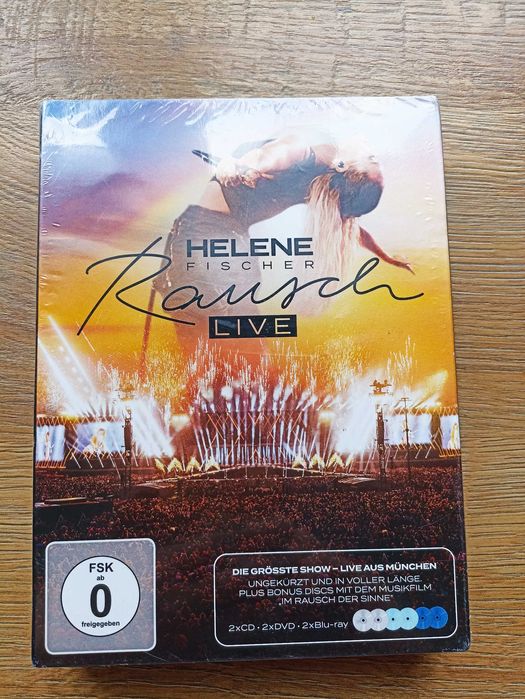 HELENE
FISCHER
Rausch
LIVE
FSK
ab
0
freigegeben
DIE GRÖSSTE SHOW – LIVE AUS MÜNCHEN
UNGEKÜRZT UND IN VOLLER LÄNGE.
PLUS BONUS DISCS MIT DEM MUSIKFILM
„IM RAUSCH DER SINNE“
2xCD • 2xDVD • 2xBlu-ray